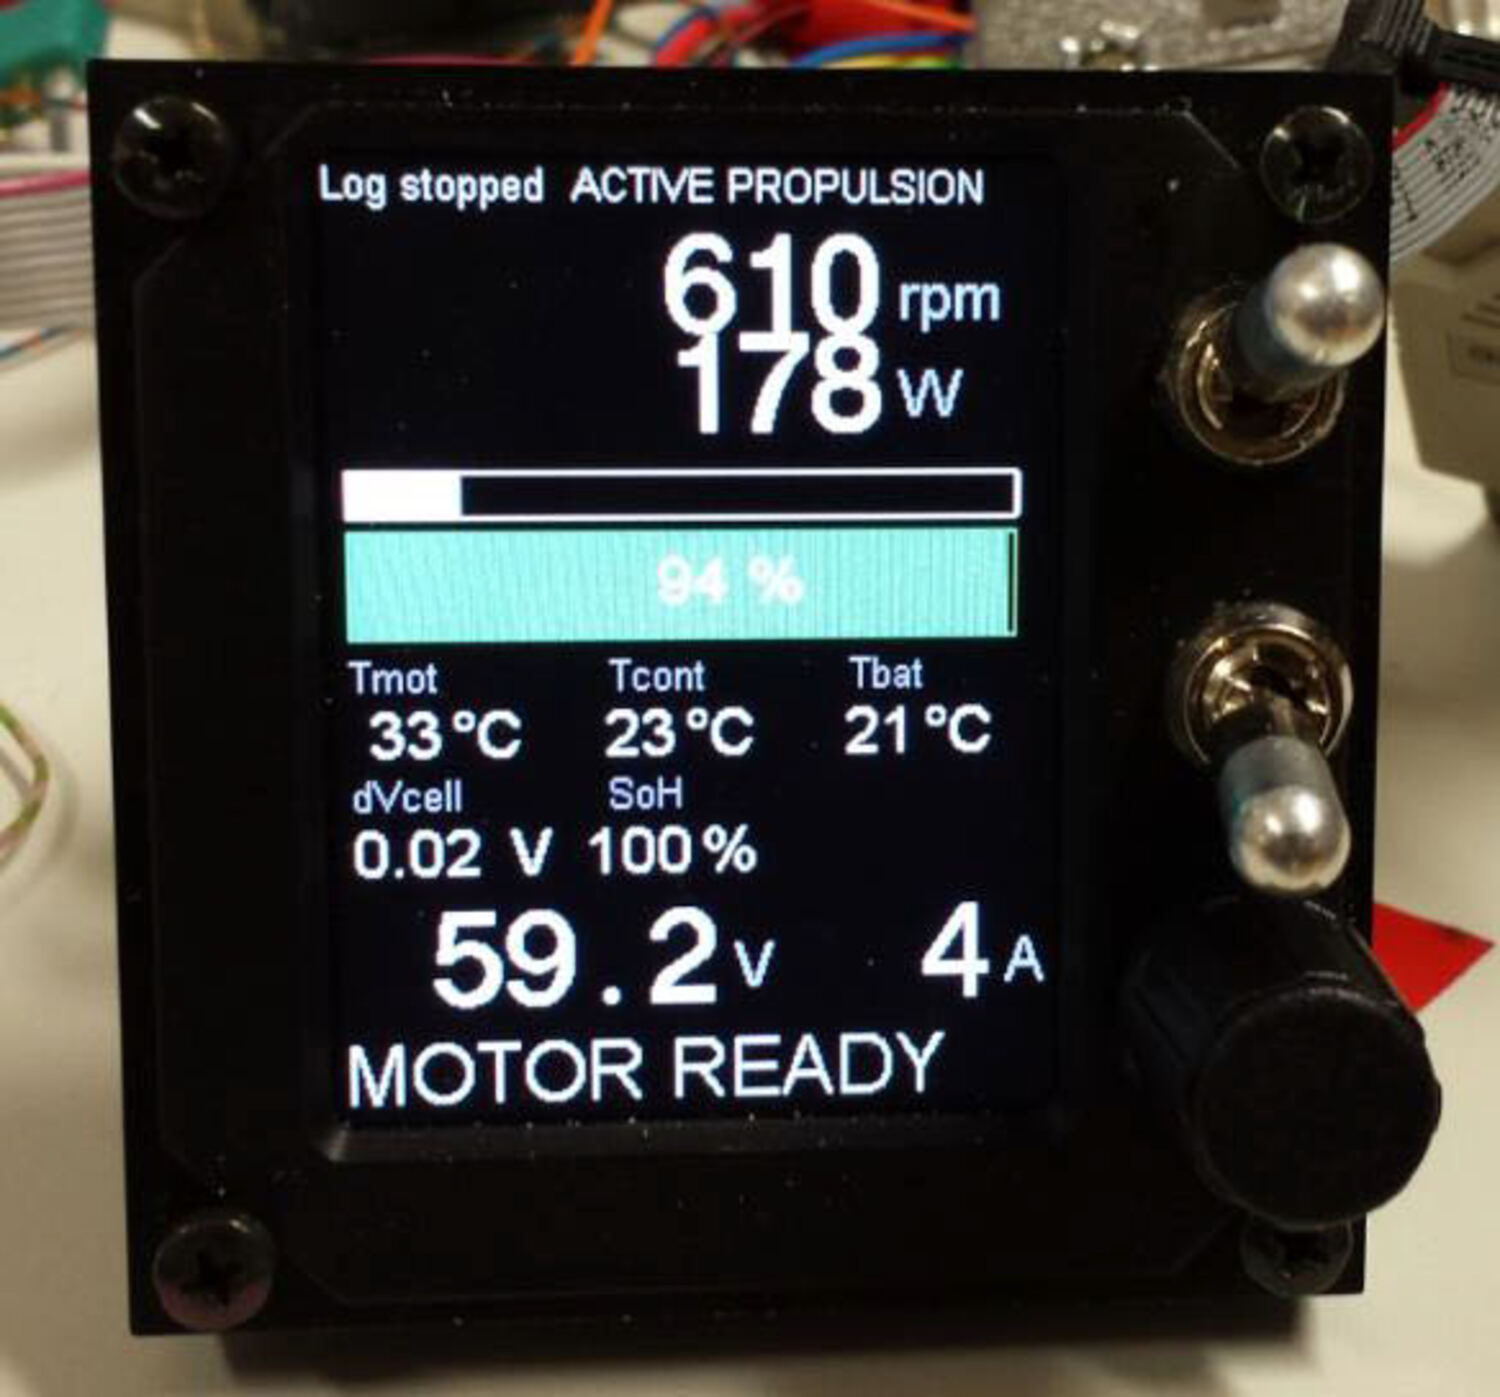 Log stopped ACTIVE PROPULSION
610 rpm
178 W
94 %
Tmot Tcont Tbat
33 °C 23 °C 21 °C
dVcell SoH
0.02 V 100 %
59.2 V 4 A
MOTOR READY